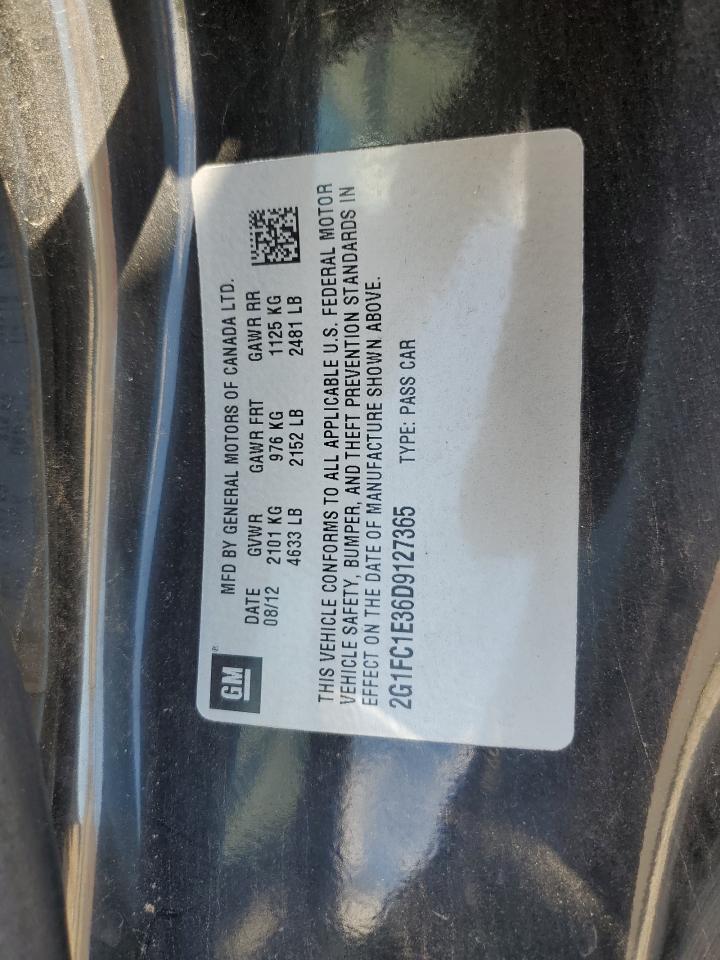 GM
MFD BY GENERAL MOTORS OF CANADA LTD.
DATE GVWR GAWR FRT GAWR RR
08/12 2101 KG 976 KG 1125 KG
4633 LB 2152 LB 2481 LB
THIS VEHICLE CONFORMS TO ALL APPLICABLE U.S. FEDERAL MOTOR
VEHICLE SAFETY, BUMPER, AND THEFT PREVENTION STANDARDS IN
EFFECT ON THE DATE OF MANUFACTURE SHOWN ABOVE.
2G1FC1E36D9127365 TYPE: PASS CAR